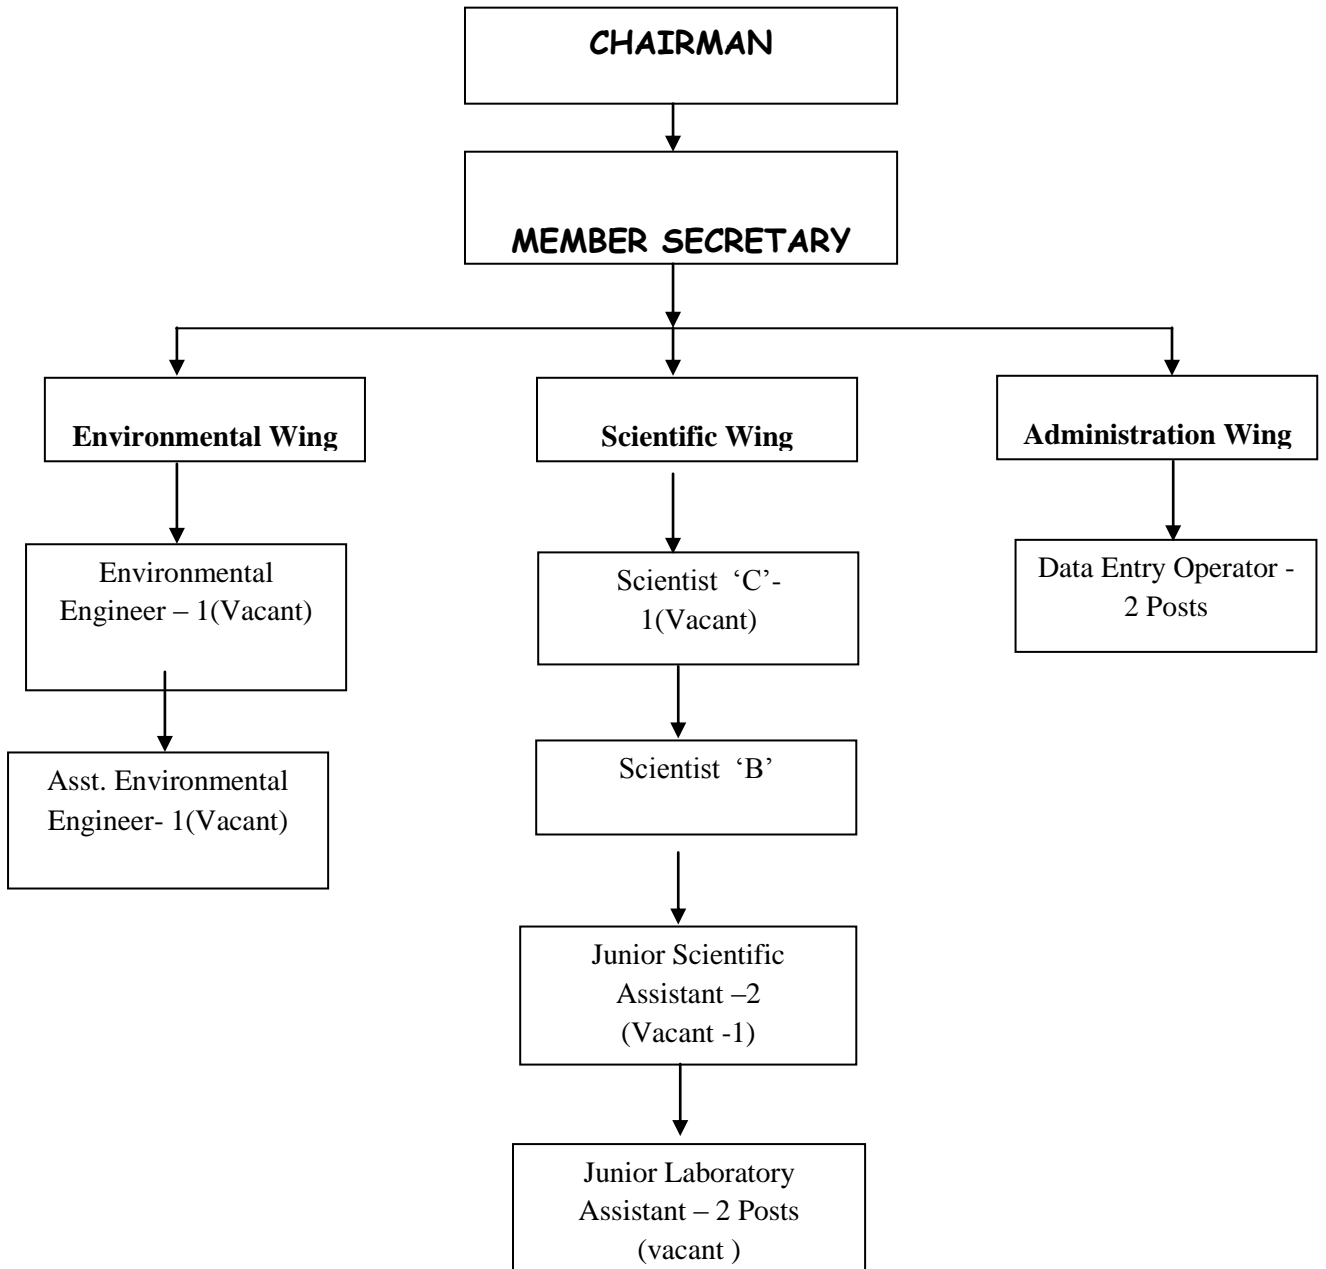 CHAIRMAN
MEMBER SECRETARY
Environmental Wing
Scientific Wing
Administration Wing
Environmental
Engineer – 1(Vacant)
Scientist ‘C’-
1(Vacant)
Data Entry Operator -
2 Posts
Asst. Environmental
Engineer- 1(Vacant)
Scientist ‘B’
Junior Scientific
Assistant –2
(Vacant -1)
Junior Laboratory
Assistant – 2 Posts
(vacant )